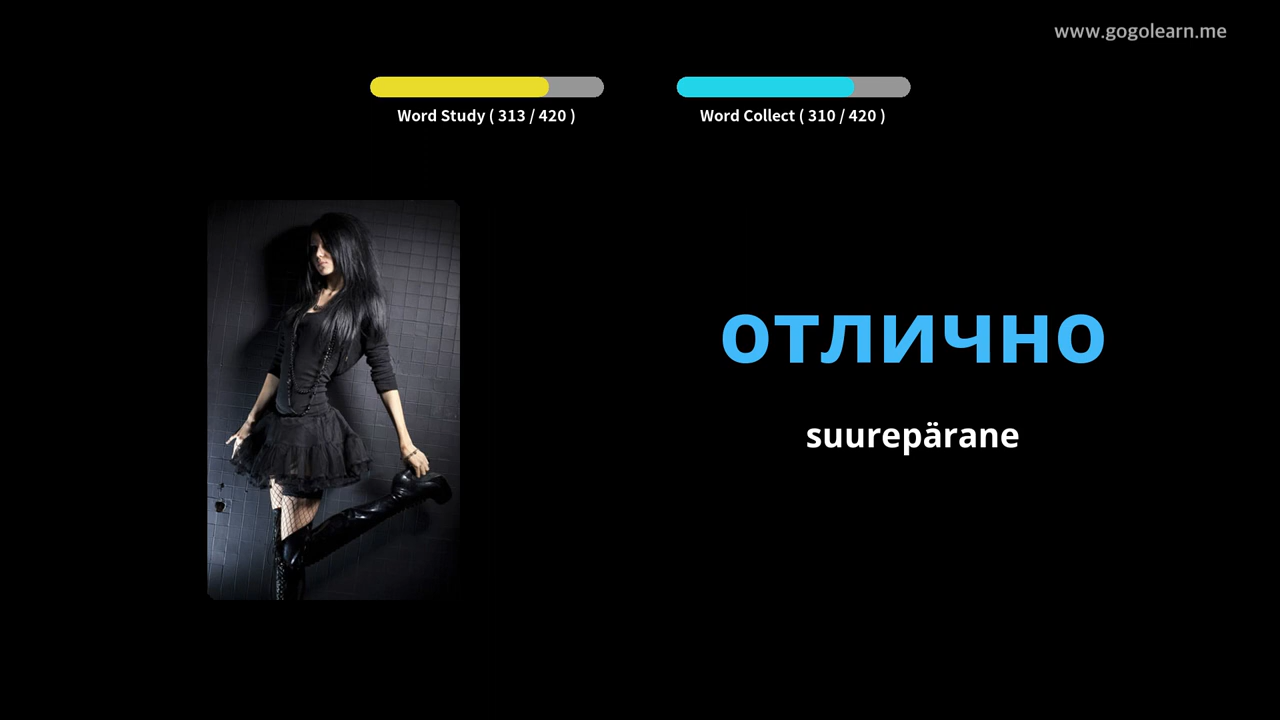 www.gogolearn.me
Word Study ( 313 / 420 )
Word Collect ( 310 / 420 )
отлично
suurepärane